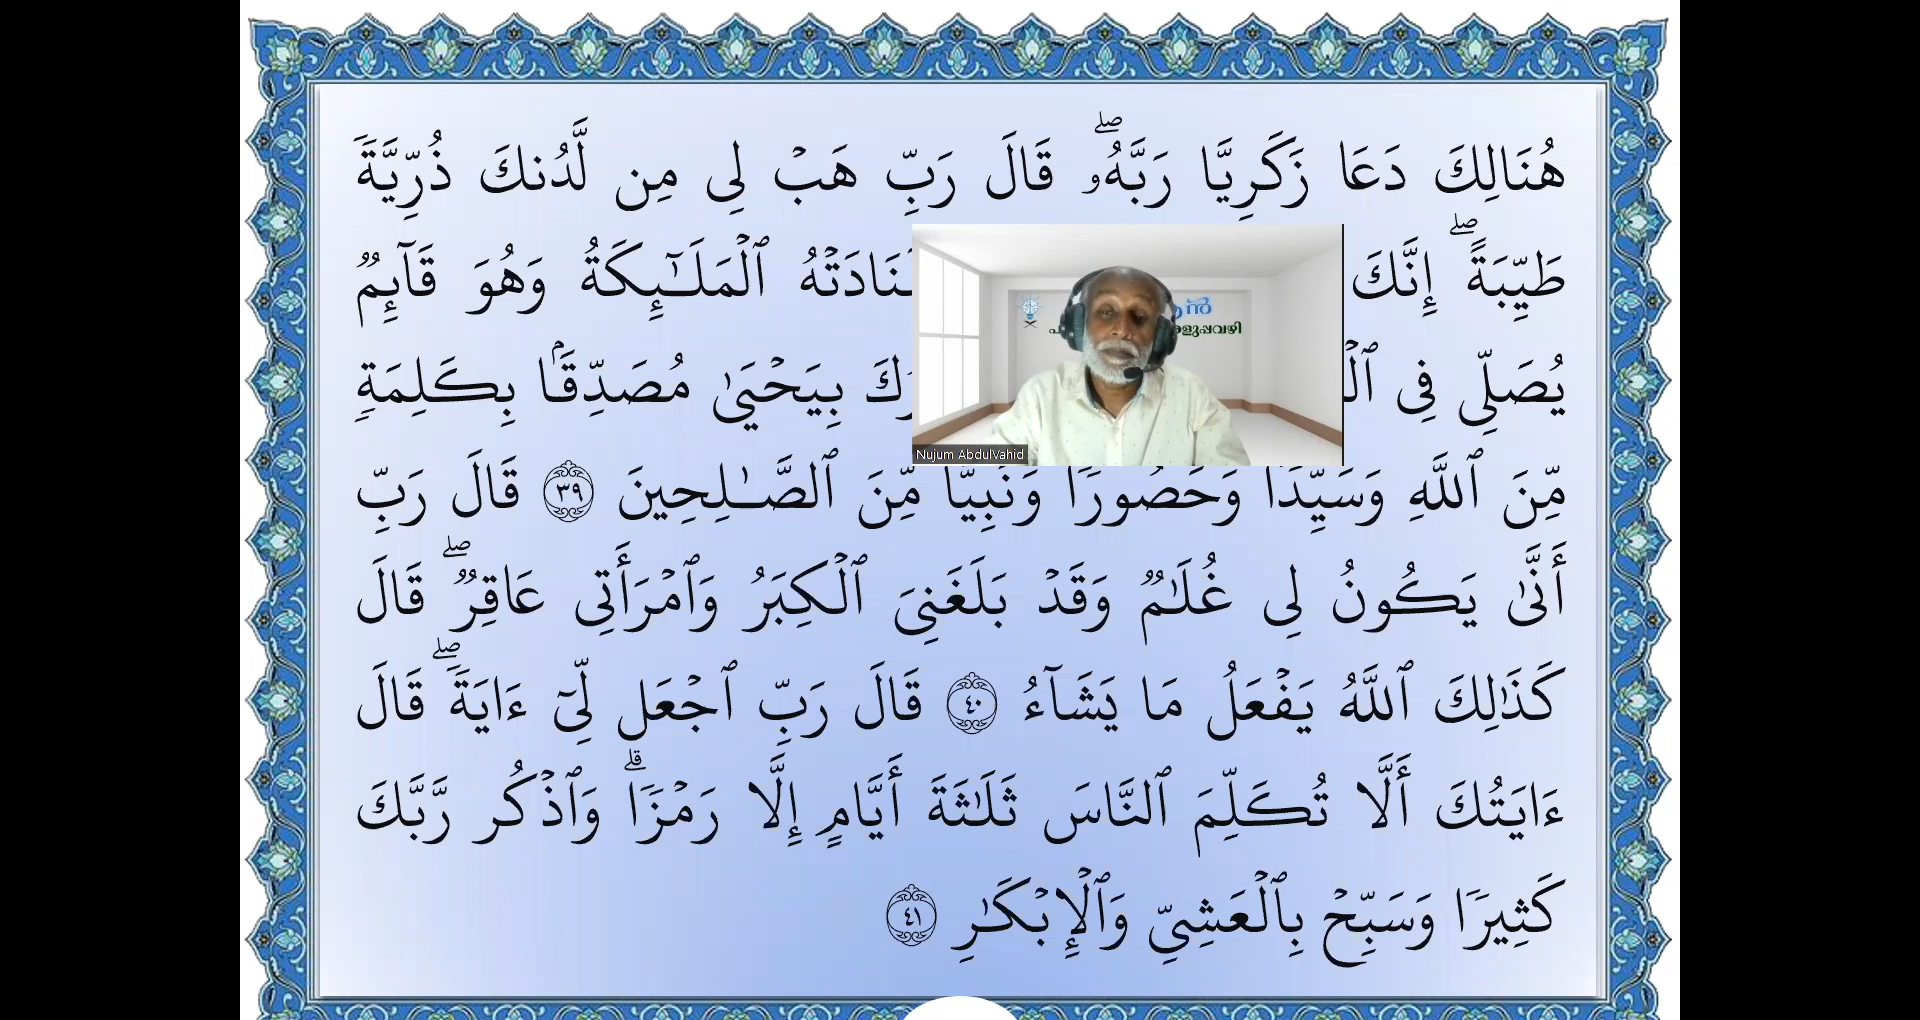 هُنَالِكَ دَعَا زَكَرِيَّا رَبَّهُۥۖ قَالَ رَبِّ هَبۡ لِي مِن لَّدُنكَ ذُرِّيَّةٗ
طَيِّبَةًۖ إِنَّكَ ٱلۡمَلَٰٓئِكَةُ وَهُوَ قَآئِمٞ
يُصَلِّي فِي بِيَحۡيَىٰ مُصَدِّقَۢا بِكَلِمَةٖ
مِّنَ ٱللَّهِ وَسَيِّدٗا وَحَصُورٗا وَنَبِيّٗا مِّنَ ٱلصَّٰلِحِينَ ٣٩ قَالَ رَبِّ
أَنَّىٰ يَكُونُ لِي غُلَٰمٞ وَقَدۡ بَلَغَنِيَ ٱلۡكِبَرُ وَٱمۡرَأَتِي عَاقِرٞۖ قَالَ
كَذَٰلِكَ ٱللَّهُ يَفۡعَلُ مَا يَشَآءُ ٤٠ قَالَ رَبِّ ٱجۡعَل لِّيٓ ءَايَةٗۖ قَالَ
ءَايَتُكَ أَلَّا تُكَلِّمَ ٱلنَّاسَ ثَلَٰثَةَ أَيَّامٍ إِلَّا رَمۡزٗاۗ وَٱذۡكُر رَّبَّكَ
كَثِيرٗا وَسَبِّحۡ بِٱلۡعَشِيِّ وَٱلۡإِبۡكَٰرِ ٤١
Nujum AbdulVahid